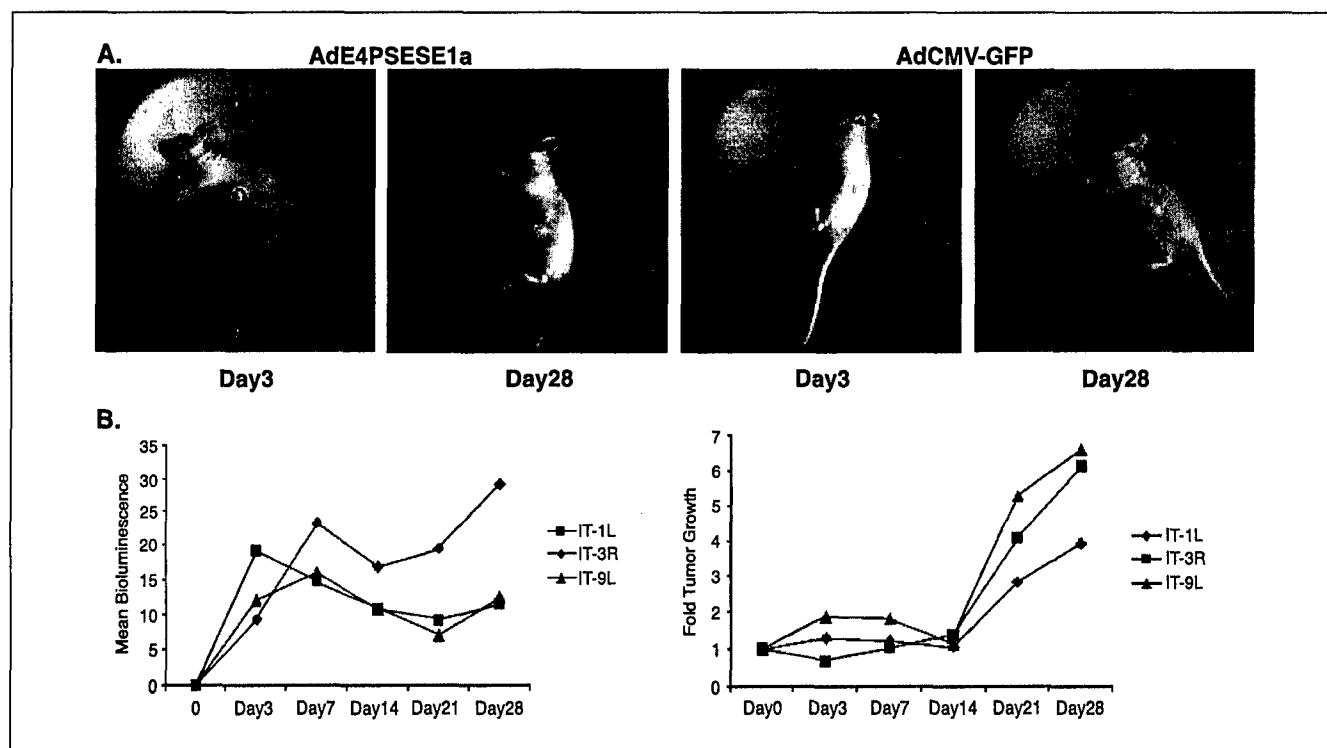 A.
AdE4PSESE1a
AdCMV-GFP
Day3
Day28
Day3
Day28
B.
Mean Bioluminescence
35
30
25
20
15
10
5
0
0 Day3 Day7 Day14 Day21 Day28
IT-1L
IT-3R
IT-9L
Fold Tumor Growth
7
6
5
4
3
2
1
0
Day0 Day3 Day7 Day14 Day21 Day28
IT-1L
IT-3R
IT-9L